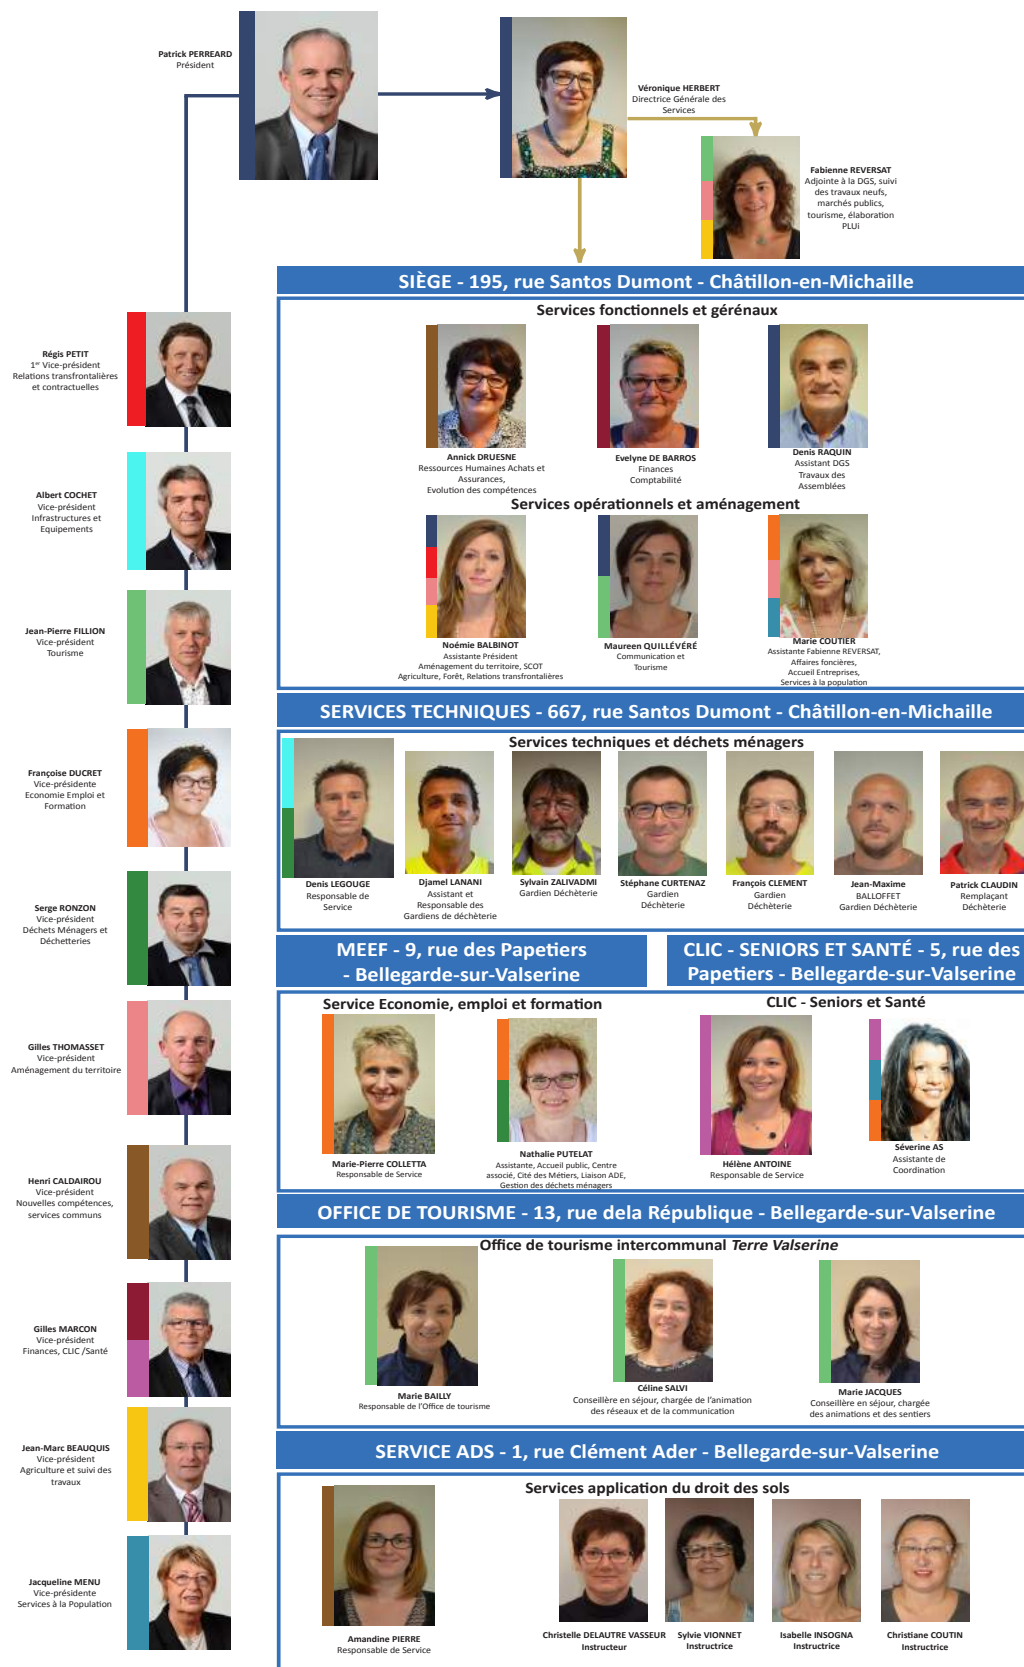 Patrick PERREARD
Président
Véronique HERBERT
Directrice Générale des
Services
Fabienne REVERSAT
Adjointe à la DGS, suivi
des travaux neufs,
marchés publics,
tourisme, élaboration
PLUi
Régis PETIT
1er Vice-président
Relations transfrontalières
et contractuelles
Albert COCHET
Vice-président
Infrastructures et
Equipements
Jean-Pierre FILLION
Vice-président
Tourisme
Françoise DUCRET
Vice-présidente
Economie Emploi et
Formation
Serge RONZON
Vice-président
Déchets Ménagers et
Déchetteries
Gilles THOMASSET
Vice-président
Aménagement du territoire
Henri CALDAIROU
Vice-président
Nouvelles compétences,
services communs
Gilles MARCON
Vice-président
Finances, CLIC /Santé
Jean-Marc BEAUQUIS
Vice-président
Agriculture et suivi des
travaux
Jacqueline MENU
Vice-présidente
Services à la Population
SIÈGE - 195, rue Santos Dumont - Châtillon-en-Michaille
Services fonctionnels et gérénaux
Annick DRUESNE
Ressources Humaines Achats et
Assurances,
Evolution des compétences
Evelyne DE BARROS
Finances
Comptabilité
Denis RAQUIN
Assistant DGS
Travaux des
Assemblées
Services opérationnels et aménagement
Noémie BALBINOT
Assistante Président
Aménagement du territoire, SCOT
Agriculture, Forêt, Relations transfrontalières
Maureen QUILLÉVÉRÉ
Communication et
Tourisme
Marie COUTIER
Assistante Fabienne REVERSAT,
Affaires foncières,
Accueil Entreprises,
Services à la population
SERVICES TECHNIQUES - 667, rue Santos Dumont - Châtillon-en-Michaille
Services techniques et déchets ménagers
Denis LEGOUGE
Responsable de
Service
Djamel LANANI
Assistant et
Responsable des
Gardiens de déchèterie
Sylvain ZALIVADMI
Gardien Déchèterie
Stéphane CURTENAZ
Gardien
Déchèterie
François CLEMENT
Gardien
Déchèterie
Jean-Maxime
BALLOFFET
Gardien Déchèterie
Patrick CLAUDIN
Remplaçant
Déchèterie
MEEF - 9, rue des Papetiers
- Bellegarde-sur-Valserine
CLIC - SENIORS ET SANTÉ - 5, rue des
Papetiers - Bellegarde-sur-Valserine
Service Economie, emploi et formation
Marie-Pierre COLLETTA
Responsable de Service
Nathalie PUTELAT
Assistante, Accueil public, Centre
associé, Cité des Métiers, Liaison ADE,
Gestion des déchets ménagers
CLIC - Seniors et Santé
Hélène ANTOINE
Responsable de Service
Séverine AS
Assistante de
Coordination
OFFICE DE TOURISME - 13, rue dela République - Bellegarde-sur-Valserine
Office de tourisme intercommunal Terre Valserine
Marie BAILLY
Responsable de l'Office de tourisme
Céline SALVI
Conseillère en séjour, chargée de l'animation
des réseaux et de la communication
Marie JACQUES
Conseillère en séjour, chargée
des animations et des sentiers
SERVICE ADS - 1, rue Clément Ader - Bellegarde-sur-Valserine
Services application du droit des sols
Amandine PIERRE
Responsable de Service
Christelle DELAUTRE VASSEUR
Instructeur
Sylvie VIONNET
Instructrice
Isabelle INSOGNA
Instructrice
Christiane COUTIN
Instructrice